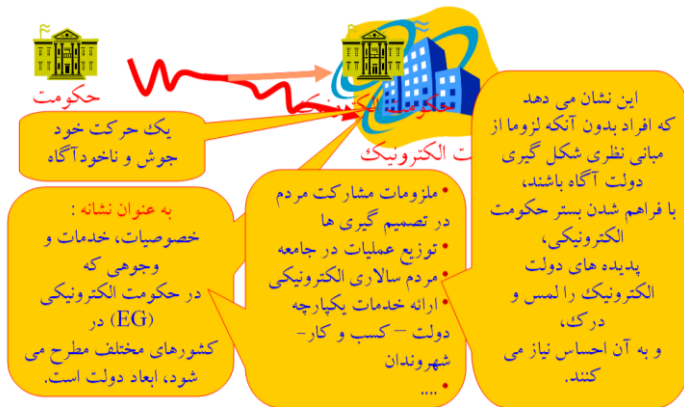 حکومت
حکومت الکترونیک
ت الکترونیک
یک حرکت خود
جوش و ناخودآگاه
این نشان می دهد
که افراد بدون آنکه لزوما از
مبانی نظری شکل گیری
دولت آگاه باشند،
با فراهم شدن بستر حکومت
الکترونیکی،
پدیده های دولت
الکترونیک را لمس و
درک،
و به آن احساس نیاز می
کنند.
• ملزومات مشارکت مردم
در تصمیم گیری ها
• توزیع عملیات در جامعه
• مردم سالاری الکترونیکی
• ارائه خدمات یکپارچه
دولت – کسب و کار–
شهروندان
• ....
به عنوان نشانه :
خصوصیات، خدمات و
وجوهی که
در حکومت الکترونیکی
(EG) در
کشورهای مختلف مطرح می
شود، ابعاد دولت است.